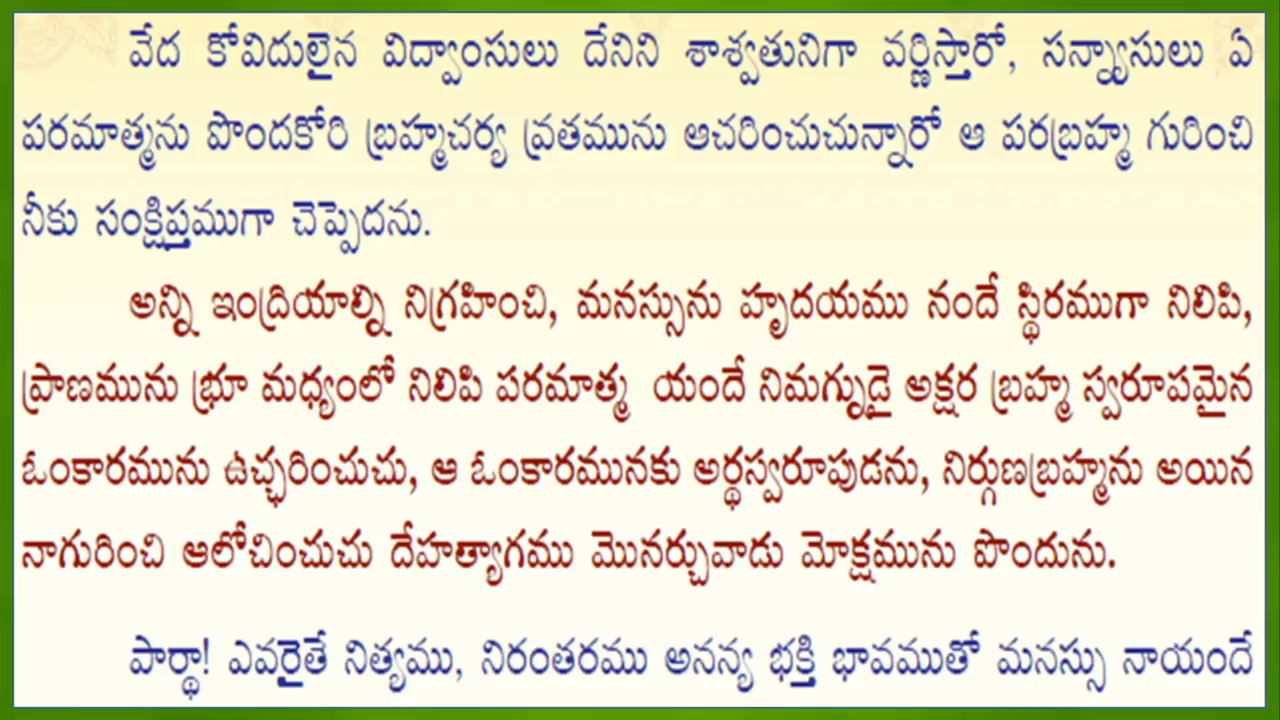 వేద కోవిదులైన విద్వాంసులు దేనిని శాశ్వతునిగా వర్ణిస్తారో, సన్న్యాసులు ఏ
పరమాత్మను పొందకోరి బ్రహ్మచర్య వ్రతమును ఆచరించుచున్నారో ఆ పరబ్రహ్మ గురించి
నీకు సంక్షిప్తముగా చెప్పెదను.
అన్ని ఇంద్రియాల్ని నిగ్రహించి, మనస్సును హృదయము నందే స్థిరముగా నిలిపి,
ప్రాణమును భ్రూ మధ్యంలో నిలిపి పరమాత్మ యందే నిమగ్నుడై అక్షర బ్రహ్మ స్వరూపమైన
ఓంకారమును ఉచ్ఛరించుచు, ఆ ఓంకారమునకు అర్థస్వరూపుడను, నిర్గుణబ్రహ్మను అయిన
నాగురించి ఆలోచించుచు దేహత్యాగము మొనర్చువాడు మోక్షమును పొందును.
పార్థా! ఎవరైతే నిత్యము, నిరంతరము అనన్య భక్తి భావముతో మనస్సు నాయందే